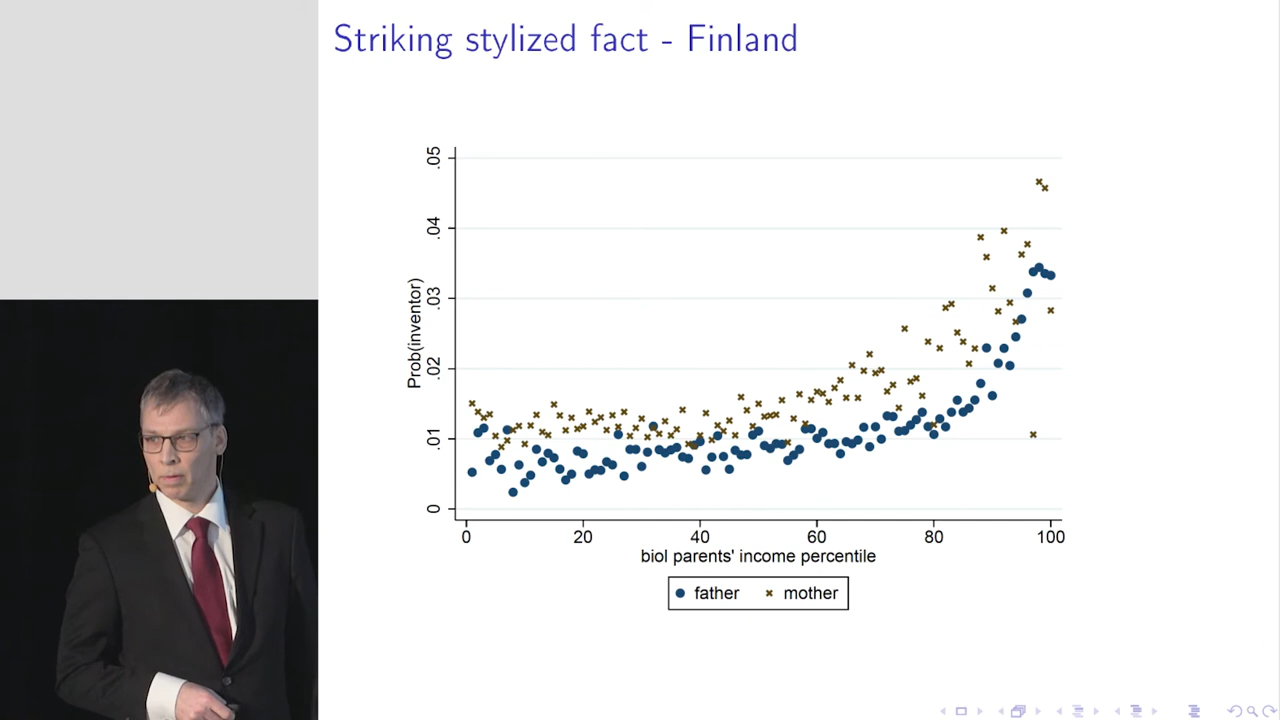 Striking stylized fact - Finland
.05
.04
.03
.02
.01
0
Prob(inventor)
0 20 40 60 80 100
biol parents' income percentile
father mother